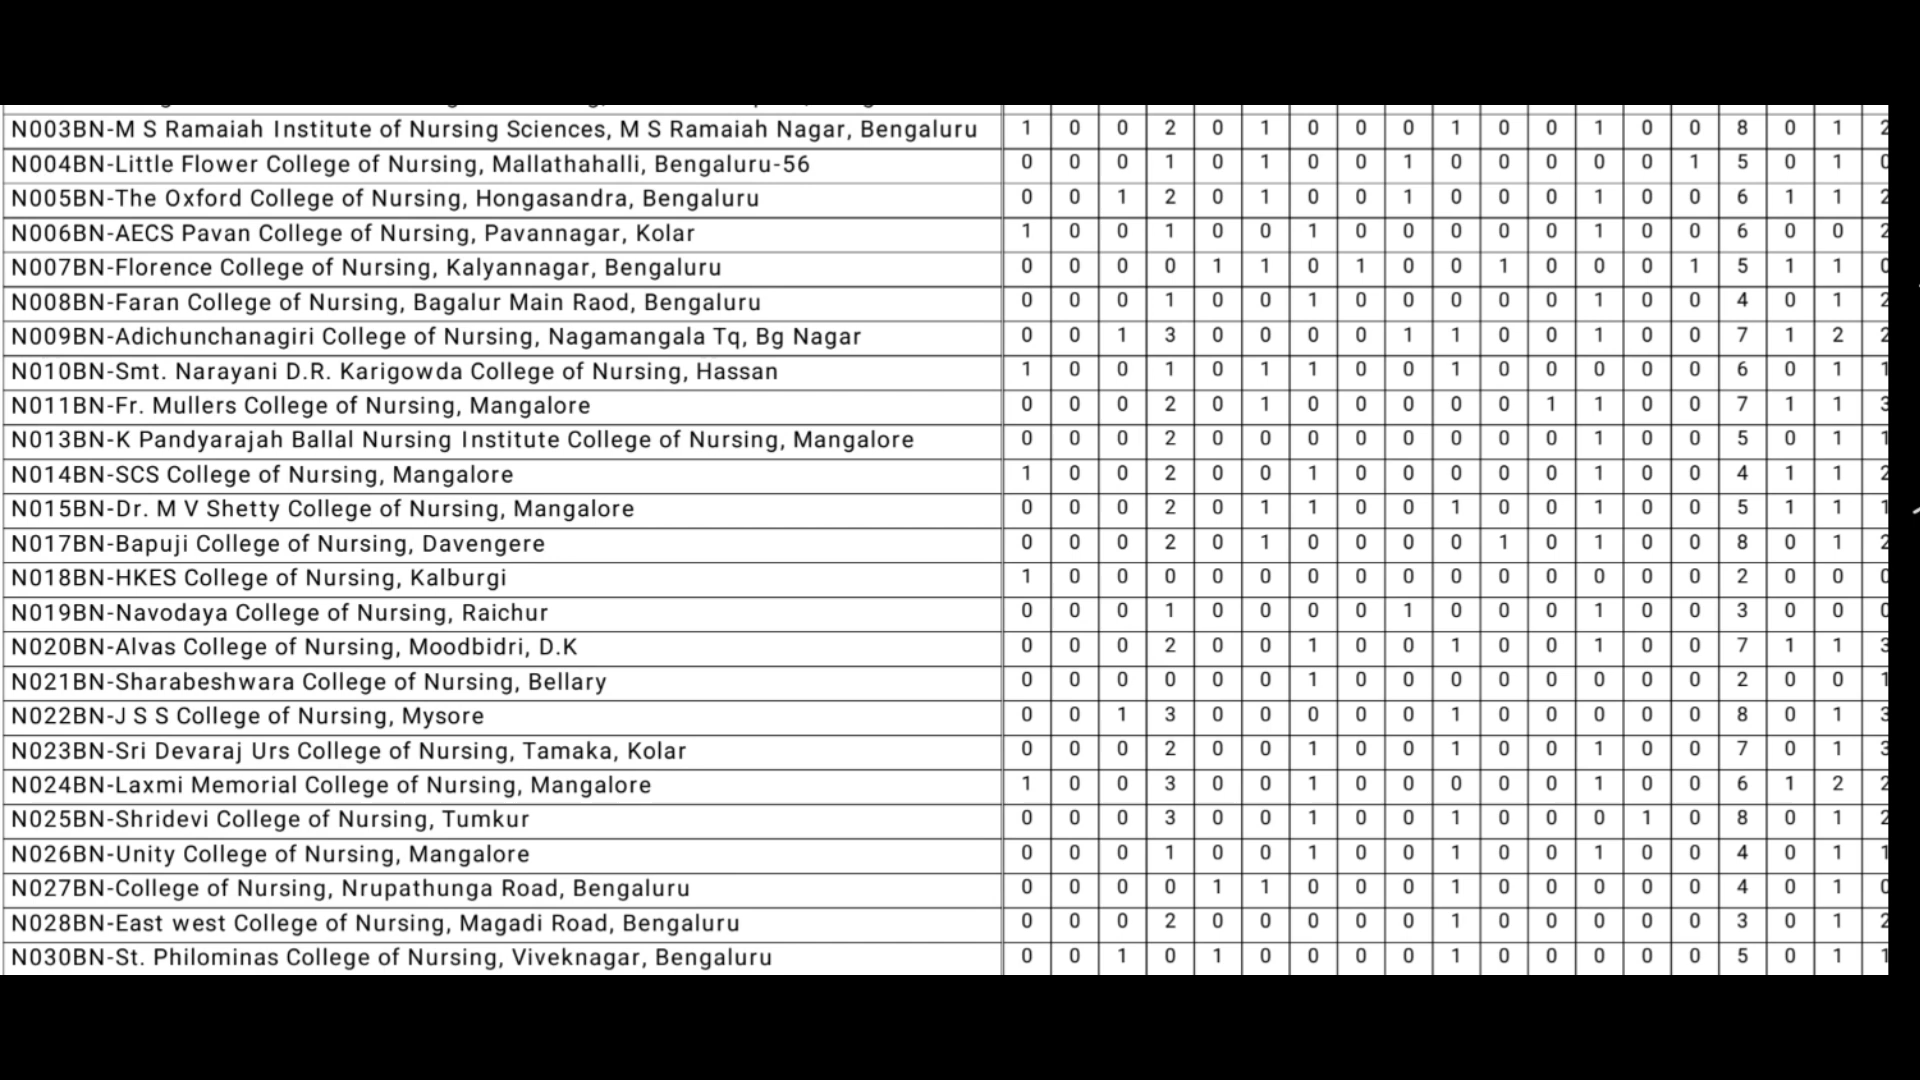 N003BN-M S Ramaiah Institute of Nursing Sciences, M S Ramaiah Nagar, Bengaluru 1 0 0 2 0 1 0 0 0 1 0 0 1 0 0 8 0 1 2
N004BN-Little Flower College of Nursing, Mallathahalli, Bengaluru-56 0 0 0 1 0 1 0 0 1 0 0 0 0 0 1 5 0 1 0
N005BN-The Oxford College of Nursing, Hongasandra, Bengaluru 0 0 1 2 0 1 0 0 1 0 0 0 1 0 0 6 1 1 2
N006BN-AECS Pavan College of Nursing, Pavannagar, Kolar 1 0 0 1 0 0 1 0 0 0 0 0 1 0 0 6 0 0 2
N007BN-Florence College of Nursing, Kalyannagar, Bengaluru 0 0 0 0 1 1 0 1 0 0 1 0 0 0 1 5 1 1 0
N008BN-Faran College of Nursing, Bagalur Main Raod, Bengaluru 0 0 0 1 0 0 1 0 0 0 0 0 1 0 0 4 0 1 2
N009BN-Adichunchanagiri College of Nursing, Nagamangala Tq, Bg Nagar 0 0 1 3 0 0 0 0 1 1 0 0 1 0 0 7 1 2 2
N010BN-Smt. Narayani D.R. Karigowda College of Nursing, Hassan 1 0 0 1 0 1 1 0 0 1 0 0 0 0 0 6 0 1 1
N011BN-Fr. Mullers College of Nursing, Mangalore 0 0 0 2 0 1 0 0 0 0 0 1 1 0 0 7 1 1 3
N013BN-K Pandyarajah Ballal Nursing Institute College of Nursing, Mangalore 0 0 0 2 0 0 0 0 0 0 0 0 1 0 0 5 0 1 1
N014BN-SCS College of Nursing, Mangalore 1 0 0 2 0 0 1 0 0 0 0 0 1 0 0 4 1 1 2
N015BN-Dr. M V Shetty College of Nursing, Mangalore 0 0 0 2 0 1 1 0 0 1 0 0 1 0 0 5 1 1 1
N017BN-Bapuji College of Nursing, Davengere 0 0 0 2 0 1 0 0 0 0 1 0 1 0 0 8 0 1 2
N018BN-HKES College of Nursing, Kalburgi 1 0 0 0 0 0 0 0 0 0 0 0 0 0 0 2 0 0 0
N019BN-Navodaya College of Nursing, Raichur 0 0 0 1 0 0 0 0 1 0 0 0 1 0 0 3 0 0 0
N020BN-Alvas College of Nursing, Moodbidri, D.K 0 0 0 2 0 0 1 0 0 1 0 0 1 0 0 7 1 1 3
N021BN-Sharabeshwara College of Nursing, Bellary 0 0 0 0 0 0 1 0 0 0 0 0 0 0 0 2 0 0 1
N022BN-J S S College of Nursing, Mysore 0 0 1 3 0 0 0 0 0 1 0 0 0 0 0 8 0 1 3
N023BN-Sri Devaraj Urs College of Nursing, Tamaka, Kolar 0 0 0 2 0 0 1 0 0 1 0 0 1 0 0 7 0 1 3
N024BN-Laxmi Memorial College of Nursing, Mangalore 1 0 0 3 0 0 1 0 0 0 0 0 1 0 0 6 1 2 2
N025BN-Shridevi College of Nursing, Tumkur 0 0 0 3 0 0 1 0 0 1 0 0 0 1 0 8 0 1 2
N026BN-Unity College of Nursing, Mangalore 0 0 0 1 0 0 1 0 0 1 0 0 1 0 0 4 0 1 1
N027BN-College of Nursing, Nrupathunga Road, Bengaluru 0 0 0 0 1 1 0 0 0 1 0 0 0 0 0 4 0 1 0
N028BN-East west College of Nursing, Magadi Road, Bengaluru 0 0 0 2 0 0 0 0 0 1 0 0 0 0 0 3 0 1 2
N030BN-St. Philominas College of Nursing, Viveknagar, Bengaluru 0 0 1 0 1 0 0 0 0 1 0 0 0 0 0 5 0 1 1